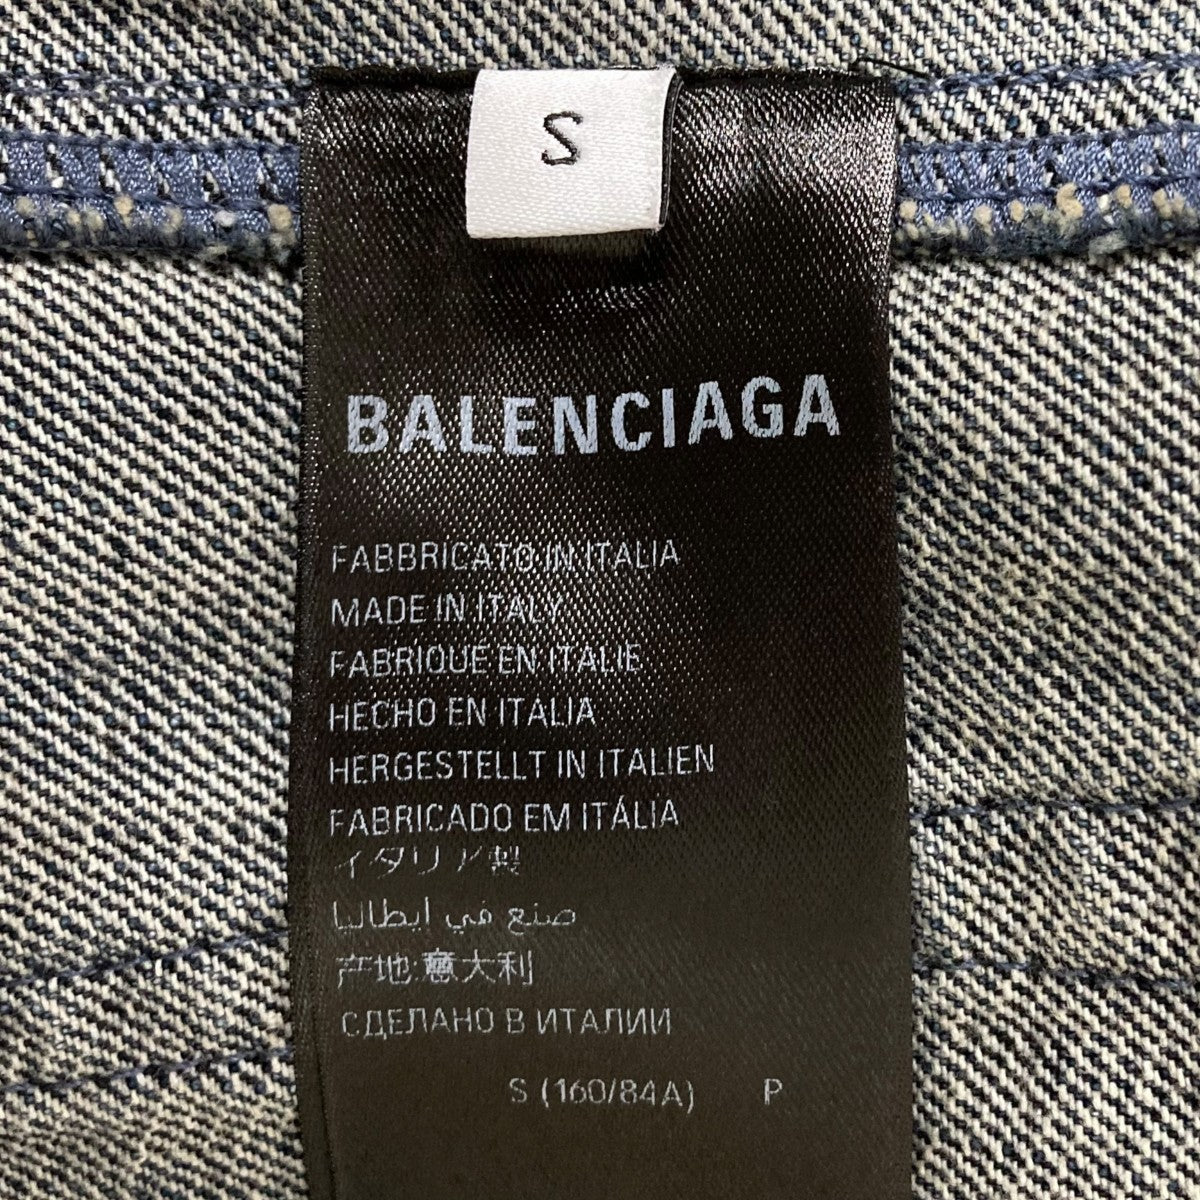 S
BALENCIAGA
FABBRICATO IN ITALIA
MADE IN ITALY
FABRIQUE EN ITALIE
HECHO EN ITALIA
HERGESTELLT IN ITALIEN
FABRICADO EM ITÁLIA
イタリア製
صنع في ايطاليا
产地:意大利
СДЕЛАНО В ИТАЛИИ
S (160/84A) P